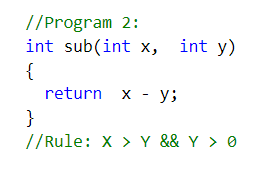 //Program 2:
int sub(int x,  int y)
{
  return  x - y;
}
//Rule: X > Y && Y > 0